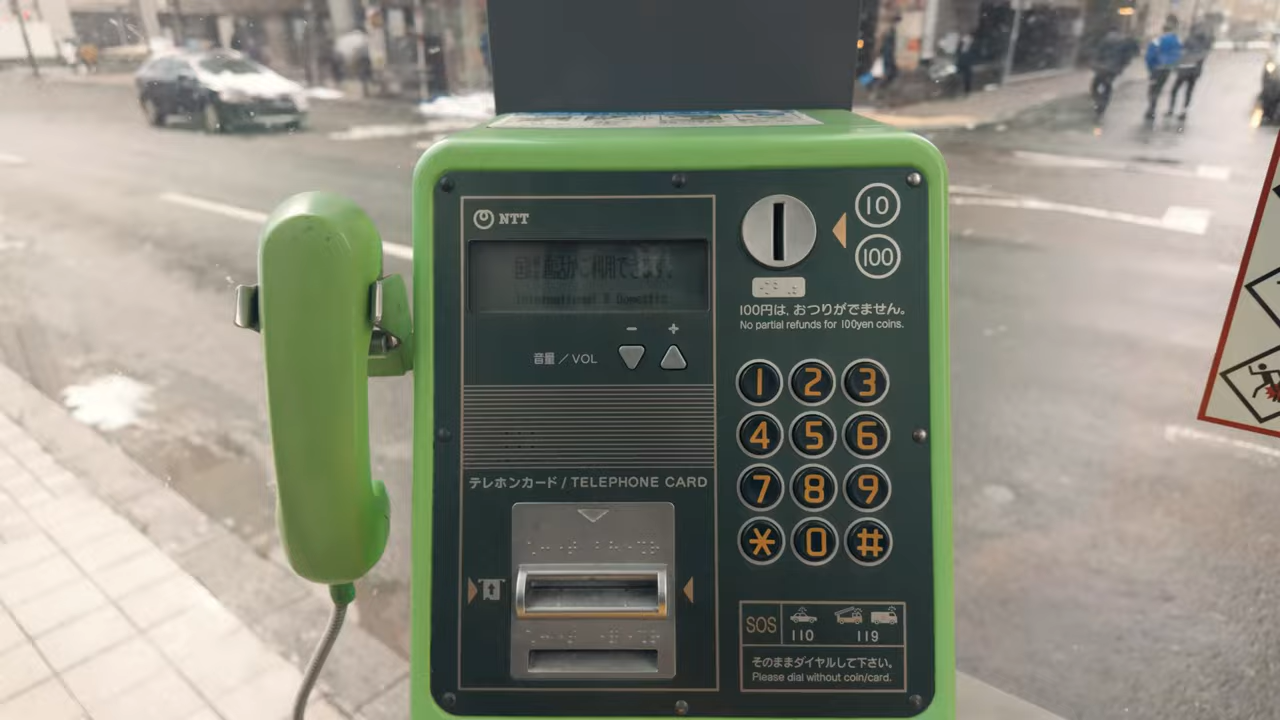 NTT
国際通話がご利用できます。
International & Domestic
- +
音量/VOL
テレホンカード/TELEPHONE CARD
10
100
100円は、おつりがでません。
No partial refunds for 100yen coins.
1 2 3
4 5 6
7 8 9
* 0 #
SOS 110 119
そのままダイヤルして下さい。
Please dial without coin/card.